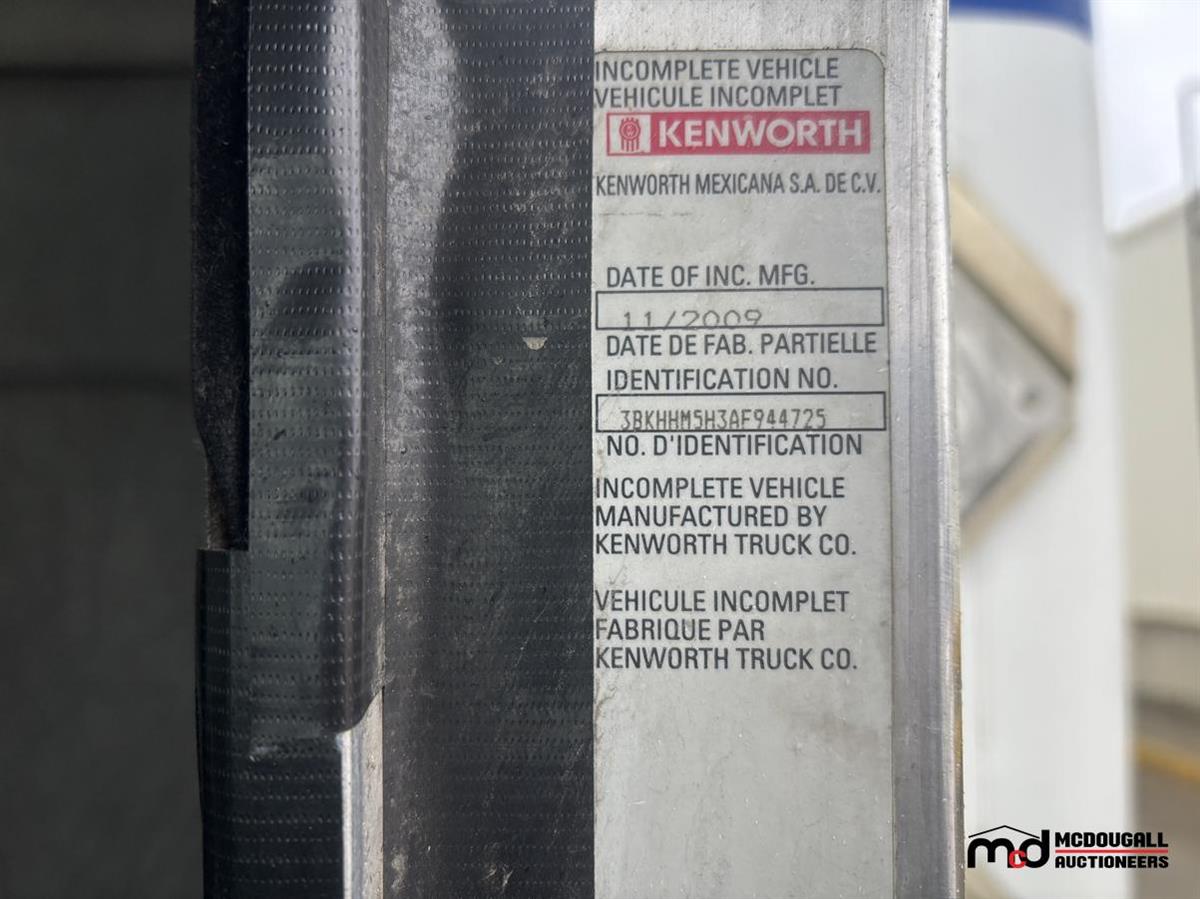 INCOMPLETE VEHICLE
VEHICULE INCOMPLET
KENWORTH
KENWORTH MEXICANA S.A. DE C.V.
DATE OF INC. MFG.
11/2009
DATE DE FAB. PARTIELLE
IDENTIFICATION NO.
3BKHHM5H3AF944725
NO. D'IDENTIFICATION
INCOMPLETE VEHICLE
MANUFACTURED BY
KENWORTH TRUCK CO.
VEHICULE INCOMPLET
FABRIQUE PAR
KENWORTH TRUCK CO.
mcd MCDOUGALL
AUCTIONEERS